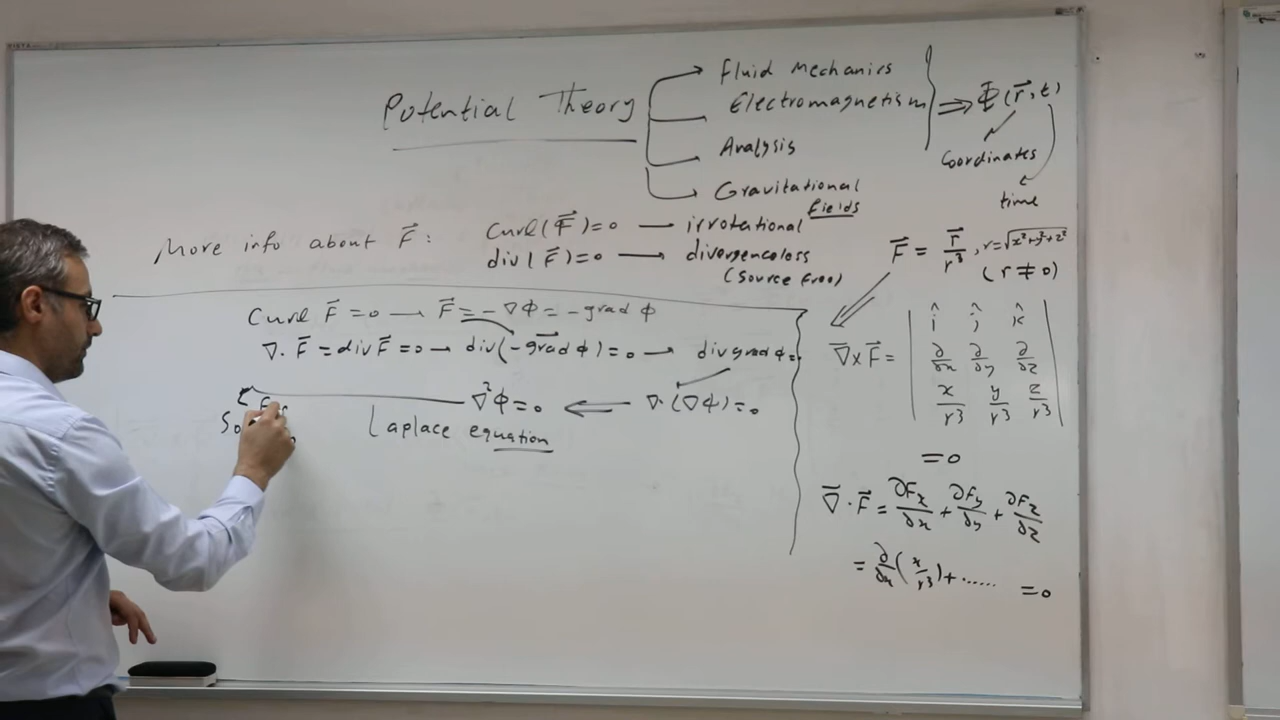 Potential Theory
Fluid Mechanics
Electromagnetism
Analysis
Gravitational
fields
⇒ Φ(r⃗,t)
Coordinates
time
More info about F⃗ :
Curl(F⃗)=0 → irrotational
div(F⃗)=0 → divergenceless
(Source free)
F⃗ = r⃗/r³ , r=√x²+y²+z²
(r ≠ 0)
Curl F⃗ =0 → F⃗ = -∇Φ = -grad Φ
∇. F⃗ = div F⃗ =0 → div(-grad Φ)=0 → div grad Φ=
∇²Φ=0 ⇐ ∇.(∇Φ)=0
Laplace equation
So
∇⃗xF⃗ = | î ĵ k̂ |
| ∂/∂x ∂/∂y ∂/∂z |
| x/r³ y/r³ z/r³ |
=0
∇⃗.F⃗ = ∂Fx/∂x + ∂Fy/∂y + ∂Fz/∂z
= ∂/∂x (x/r³)+...... =0